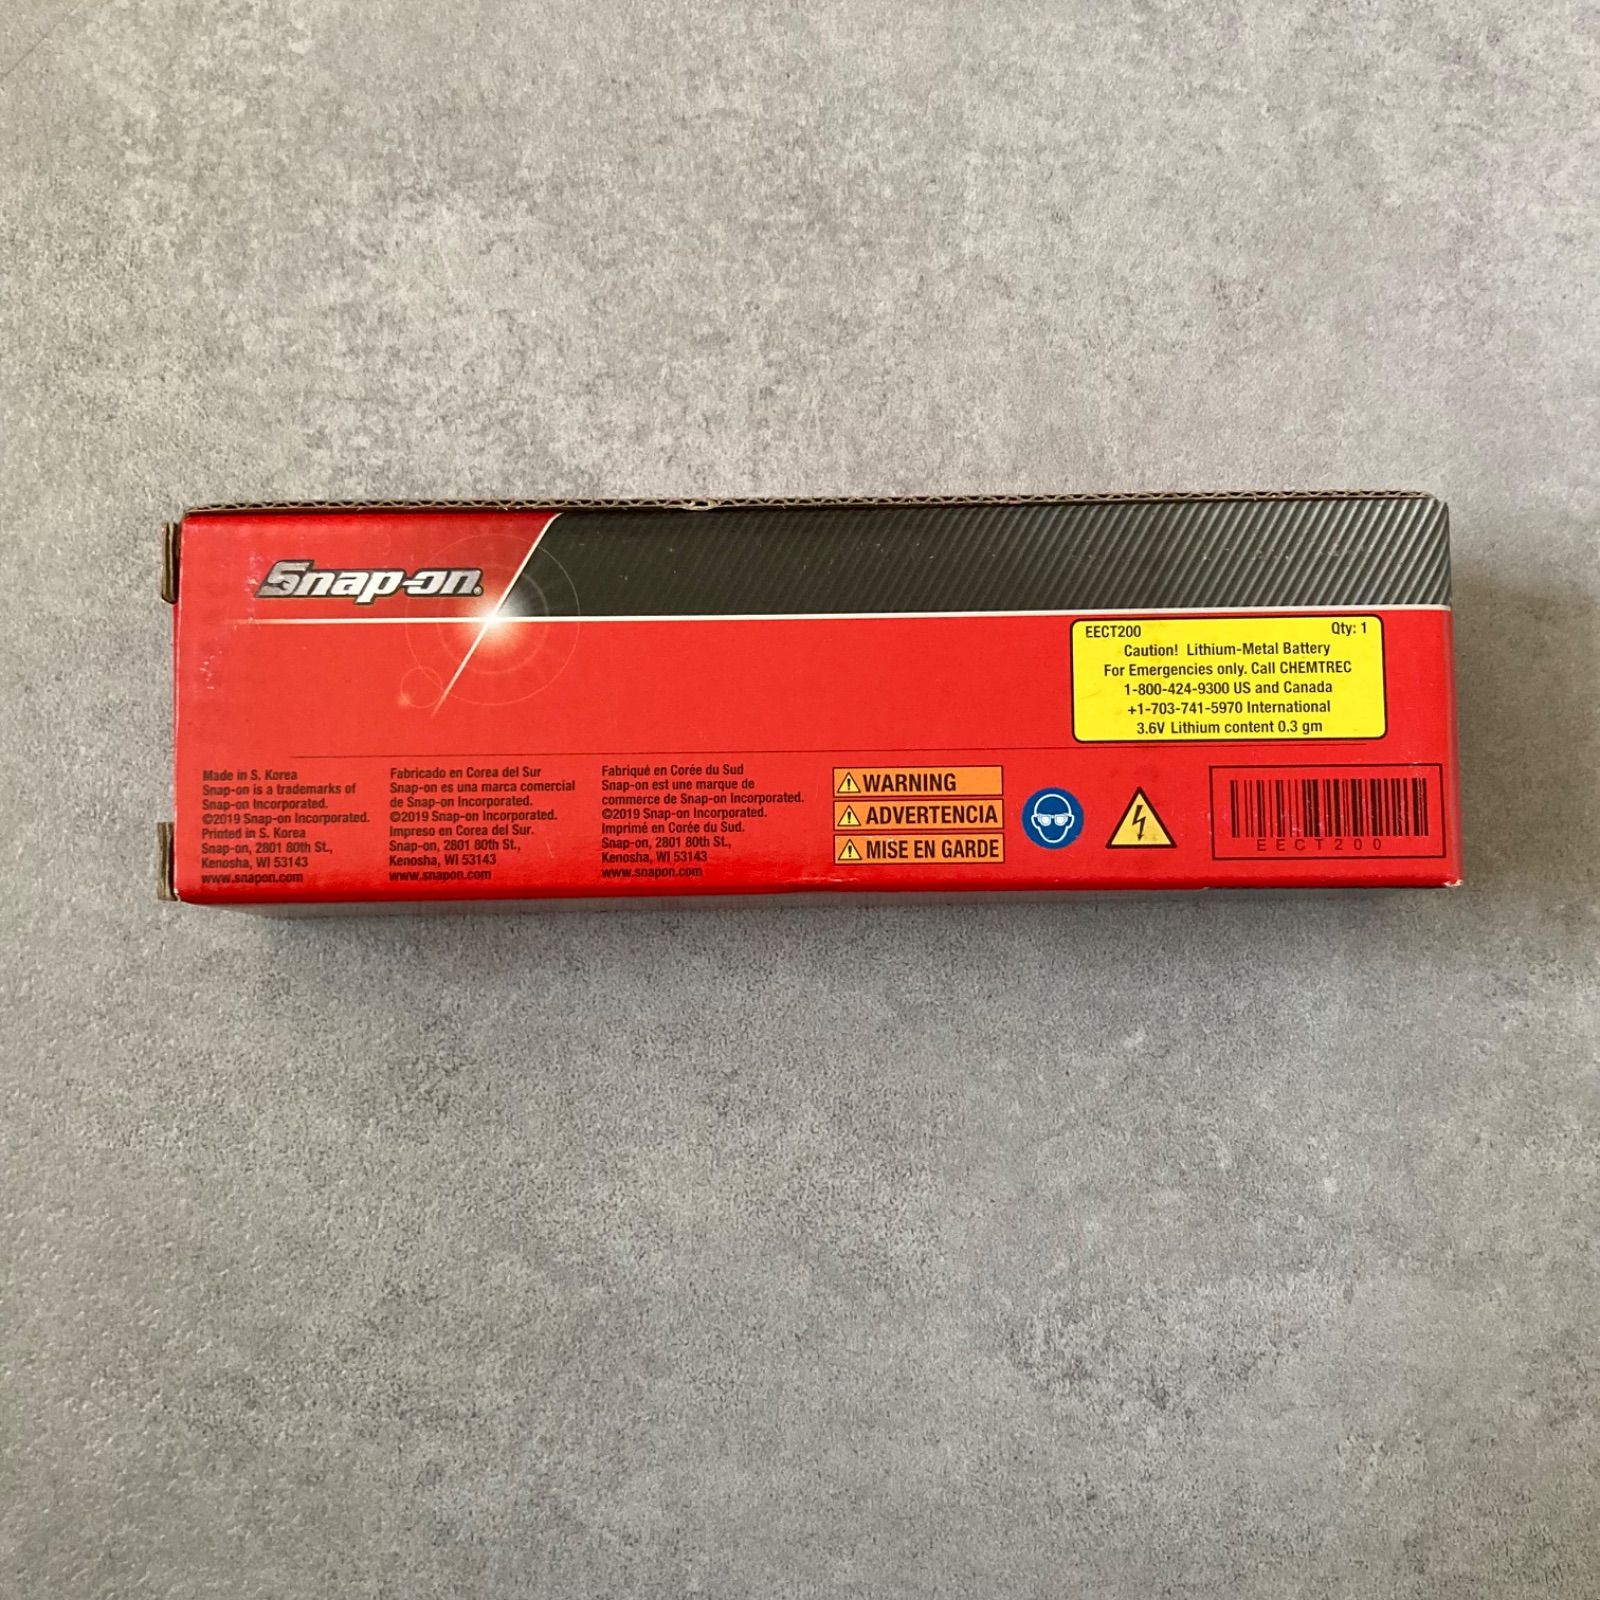 Snap-on®
EECT200 Qty: 1
Caution! Lithium-Metal Battery
For Emergencies only. Call CHEMTREC
1-800-424-9300 US and Canada
+1-703-741-5970 International
3.6V Lithium content 0.3 gm
Made in S. Korea
Snap-on is a trademarks of
Snap-on Incorporated.
©2019 Snap-on Incorporated.
Printed in S. Korea
Snap-on, 2801 80th St.,
Kenosha, WI 53143
www.snapon.com
Fabricado en Corea del Sur
Snap-on es una marca comercial
de Snap-on Incorporated.
©2019 Snap-on Incorporated.
Impreso en Corea del Sur.
Snap-on, 2801 80th St.,
Kenosha, WI 53143
www.snapon.com
Fabriqué en Corée du Sud
Snap-on est une marque de
commerce de Snap-on Incorporated.
©2019 Snap-on Incorporated.
Imprimé en Corée du Sud.
Snap-on, 2801 80th St.,
Kenosha, WI 53143
www.snapon.com
WARNING
ADVERTENCIA
MISE EN GARDE
EECT200